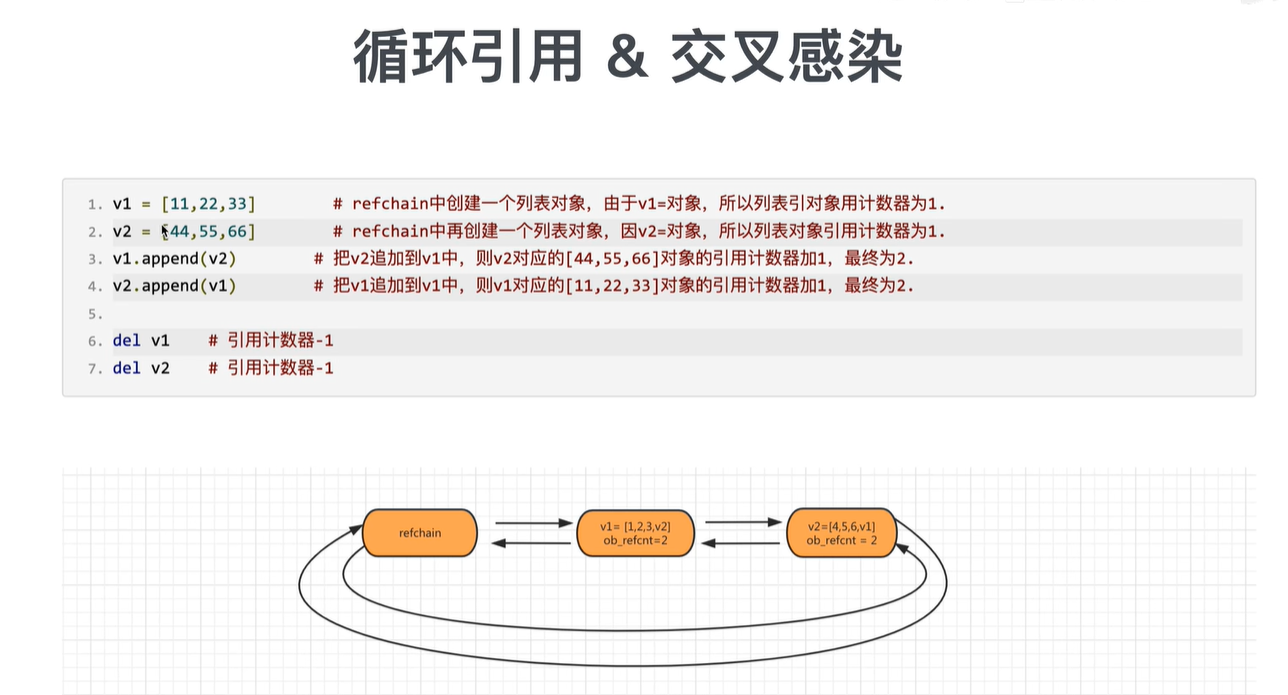 循环引用 & 交叉感染
1. v1 = [11,22,33] # refchain中创建一个列表对象，由于v1=对象，所以列表引对象用计数器为1.
2. v2 = [44,55,66] # refchain中再创建一个列表对象，因v2=对象，所以列表对象引用计数器为1.
3. v1.append(v2) # 把v2追加到v1中，则v2对应的[44,55,66]对象的引用计数器加1，最终为2.
4. v2.append(v1) # 把v1追加到v1中，则v1对应的[11,22,33]对象的引用计数器加1，最终为2.
5.
6. del v1 # 引用计数器-1
7. del v2 # 引用计数器-1
refchain
v1= [1,2,3,v2]
ob_refcnt=2
v2=[4,5,6,v1]
ob_refcnt = 2